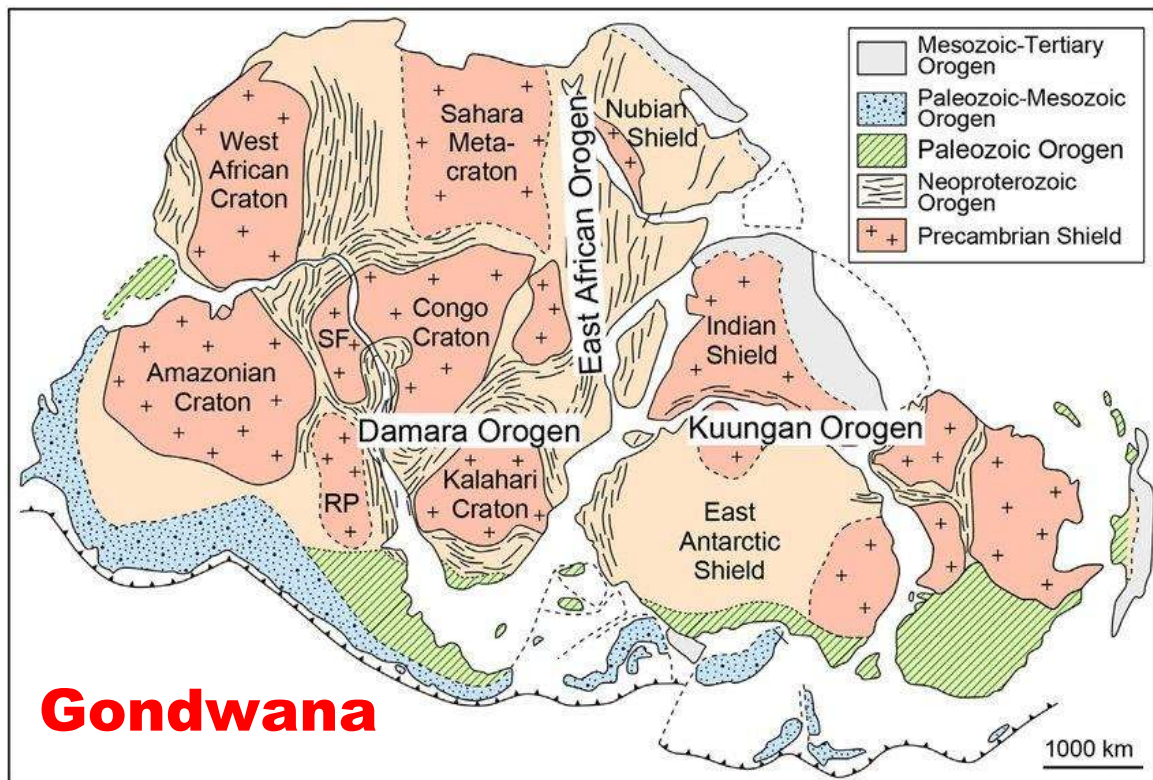 Mesozoic-Tertiary
Orogen
Paleozoic-Mesozoic
Orogen
Paleozoic Orogen
Neoproterozoic
Orogen
Precambrian Shield
West
African
Craton
Sahara
Meta-
craton
Nubian
Shield
East African Orogen
Congo
Craton
SF
Amazonian
Craton
Indian
Shield
Damara Orogen
Kuungan Orogen
RP
Kalahari
Craton
East
Antarctic
Shield
Gondwana
1000 km